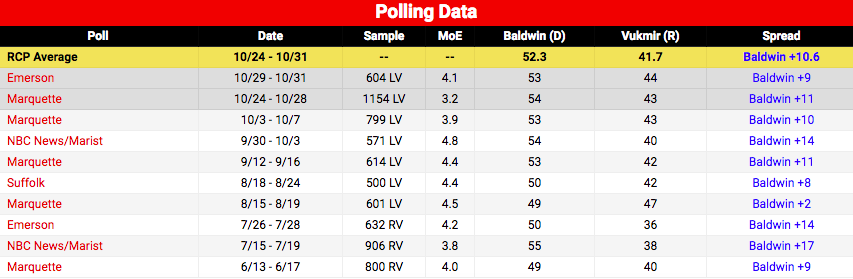 Polling Data
Poll Date Sample MoE Baldwin (D) Vukmir (R) Spread
RCP Average 10/24 - 10/31 -- -- 52.3 41.7 Baldwin +10.6
Emerson 10/29 - 10/31 604 LV 4.1 53 44 Baldwin +9
Marquette 10/24 - 10/28 1154 LV 3.2 54 43 Baldwin +11
Marquette 10/3 - 10/7 799 LV 3.9 53 43 Baldwin +10
NBC News/Marist 9/30 - 10/3 571 LV 4.8 54 40 Baldwin +14
Marquette 9/12 - 9/16 614 LV 4.4 53 42 Baldwin +11
Suffolk 8/18 - 8/24 500 LV 4.4 50 42 Baldwin +8
Marquette 8/15 - 8/19 601 LV 4.5 49 47 Baldwin +2
Emerson 7/26 - 7/28 632 RV 4.2 50 36 Baldwin +14
NBC News/Marist 7/15 - 7/19 906 RV 3.8 55 38 Baldwin +17
Marquette 6/13 - 6/17 800 RV 4.0 49 40 Baldwin +9